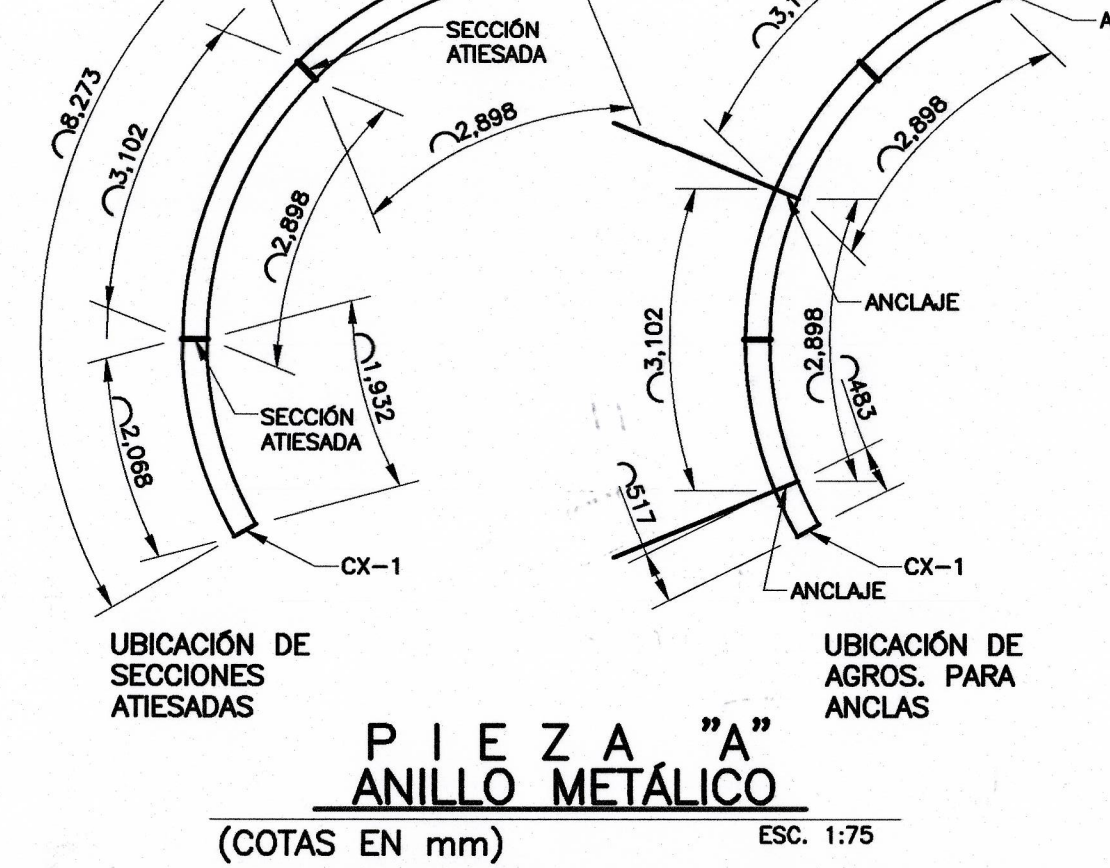 SECCIÓN
ATIESADA
8,273
3,102
2,898
2,898
2,898
ANCLAJE
3,102
2,898
483
1,932
SECCIÓN
ATIESADA
2,068
517
CX-1
CX-1
ANCLAJE
UBICACIÓN DE
SECCIONES
ATIESADAS
UBICACIÓN DE
AGROS. PARA
ANCLAS
PIEZA "A"
ANILLO METÁLICO
(COTAS EN mm)
ESC. 1:75